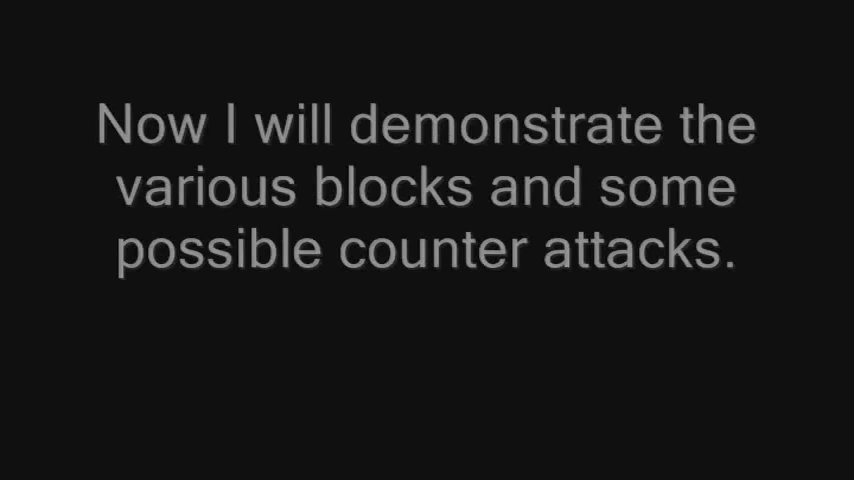 Now I will demonstrate the
various blocks and some
possible counter attacks.